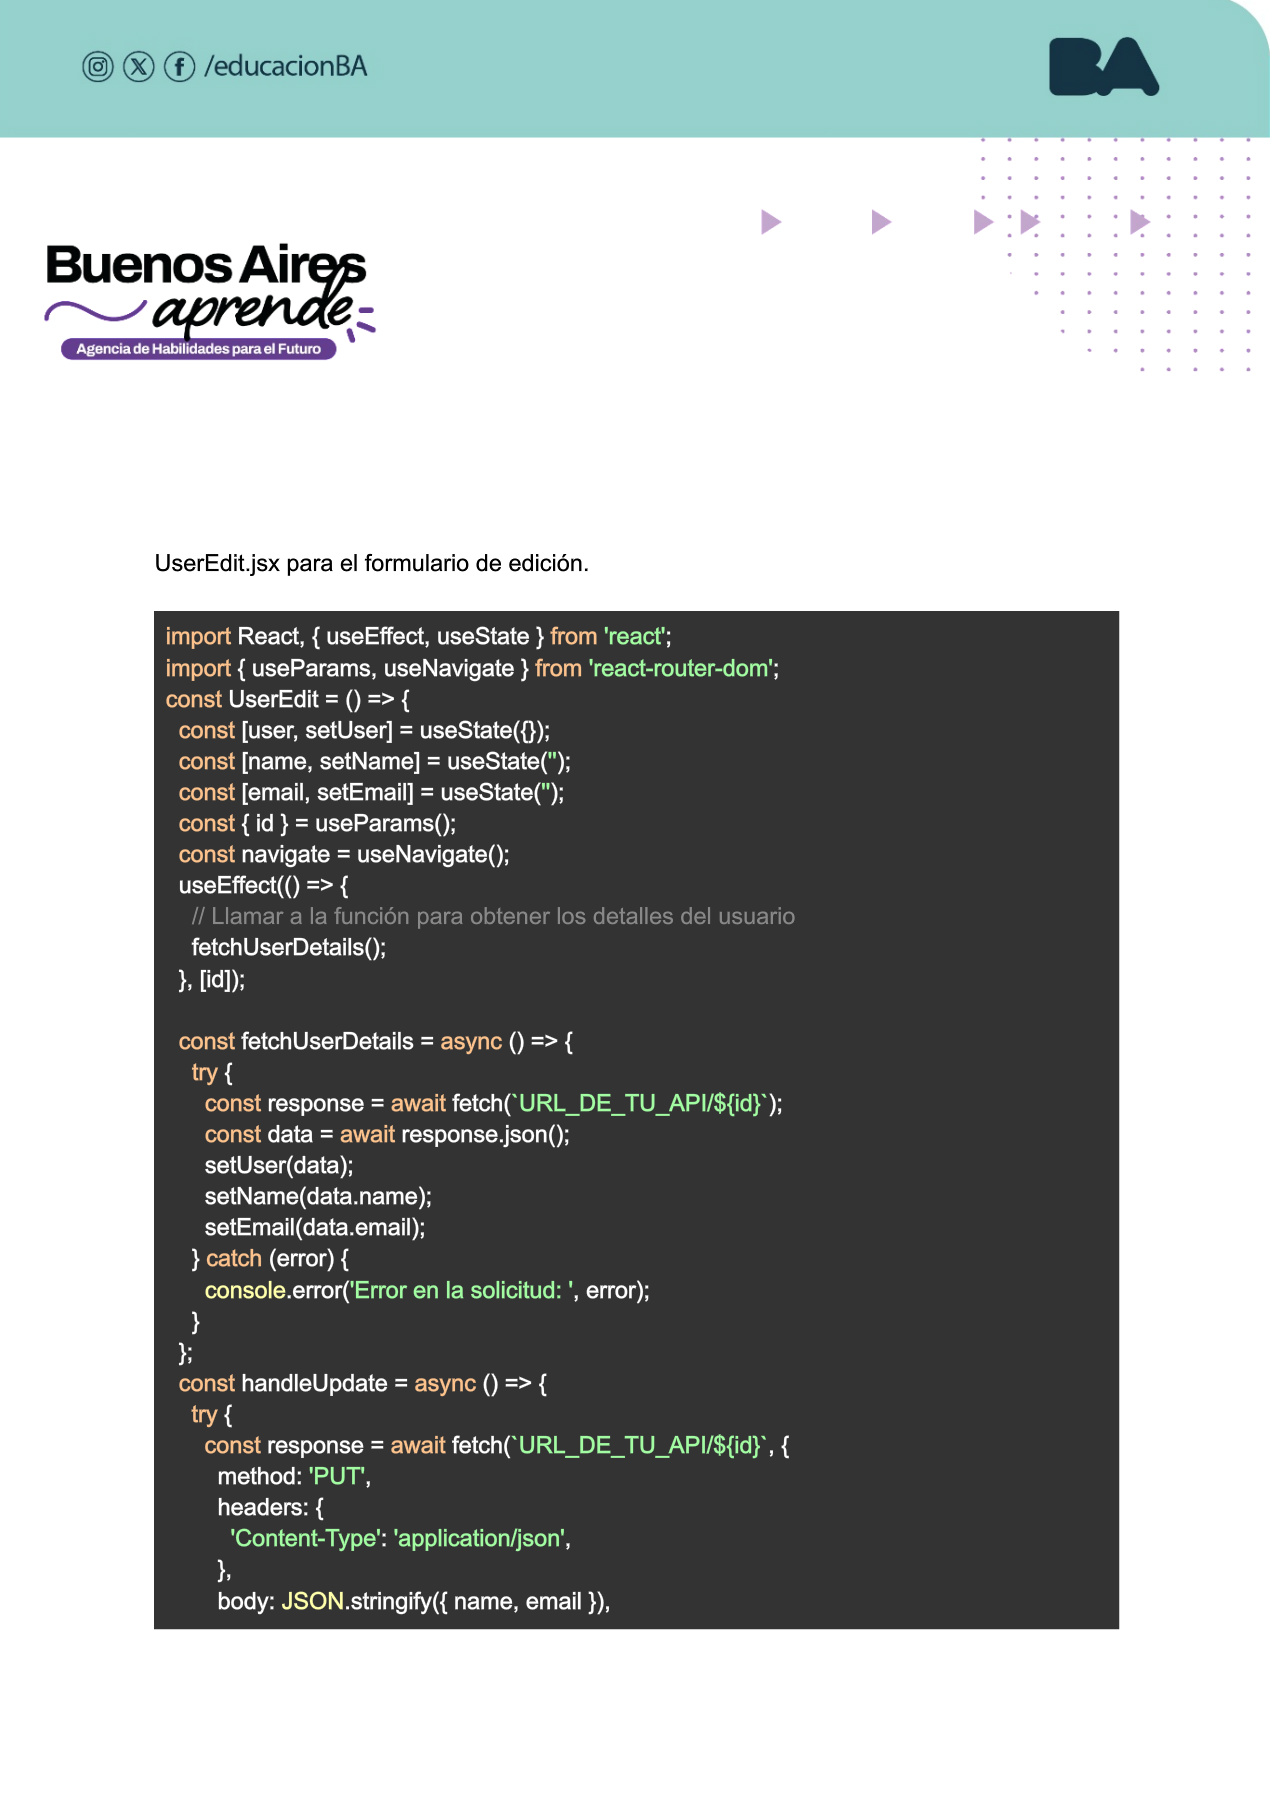 /educacionBA
BA
Buenos Aires
aprende
Agencia de Habilidades para el Futuro
UserEdit.jsx para el formulario de edición.
import React, { useEffect, useState } from 'react';
import { useParams, useNavigate } from 'react-router-dom';
const UserEdit = () => {
const [user, setUser] = useState({});
const [name, setName] = useState('');
const [email, setEmail] = useState('');
const { id } = useParams();
const navigate = useNavigate();
useEffect(() => {
// Llamar a la función para obtener los detalles del usuario
fetchUserDetails();
}, [id]);
const fetchUserDetails = async () => {
try {
const response = await fetch(`URL_DE_TU_API/${id}`);
const data = await response.json();
setUser(data);
setName(data.name);
setEmail(data.email);
} catch (error) {
console.error('Error en la solicitud: ', error);
}
};
const handleUpdate = async () => {
try {
const response = await fetch(`URL_DE_TU_API/${id}`, {
method: 'PUT',
headers: {
'Content-Type': 'application/json',
},
body: JSON.stringify({ name, email }),